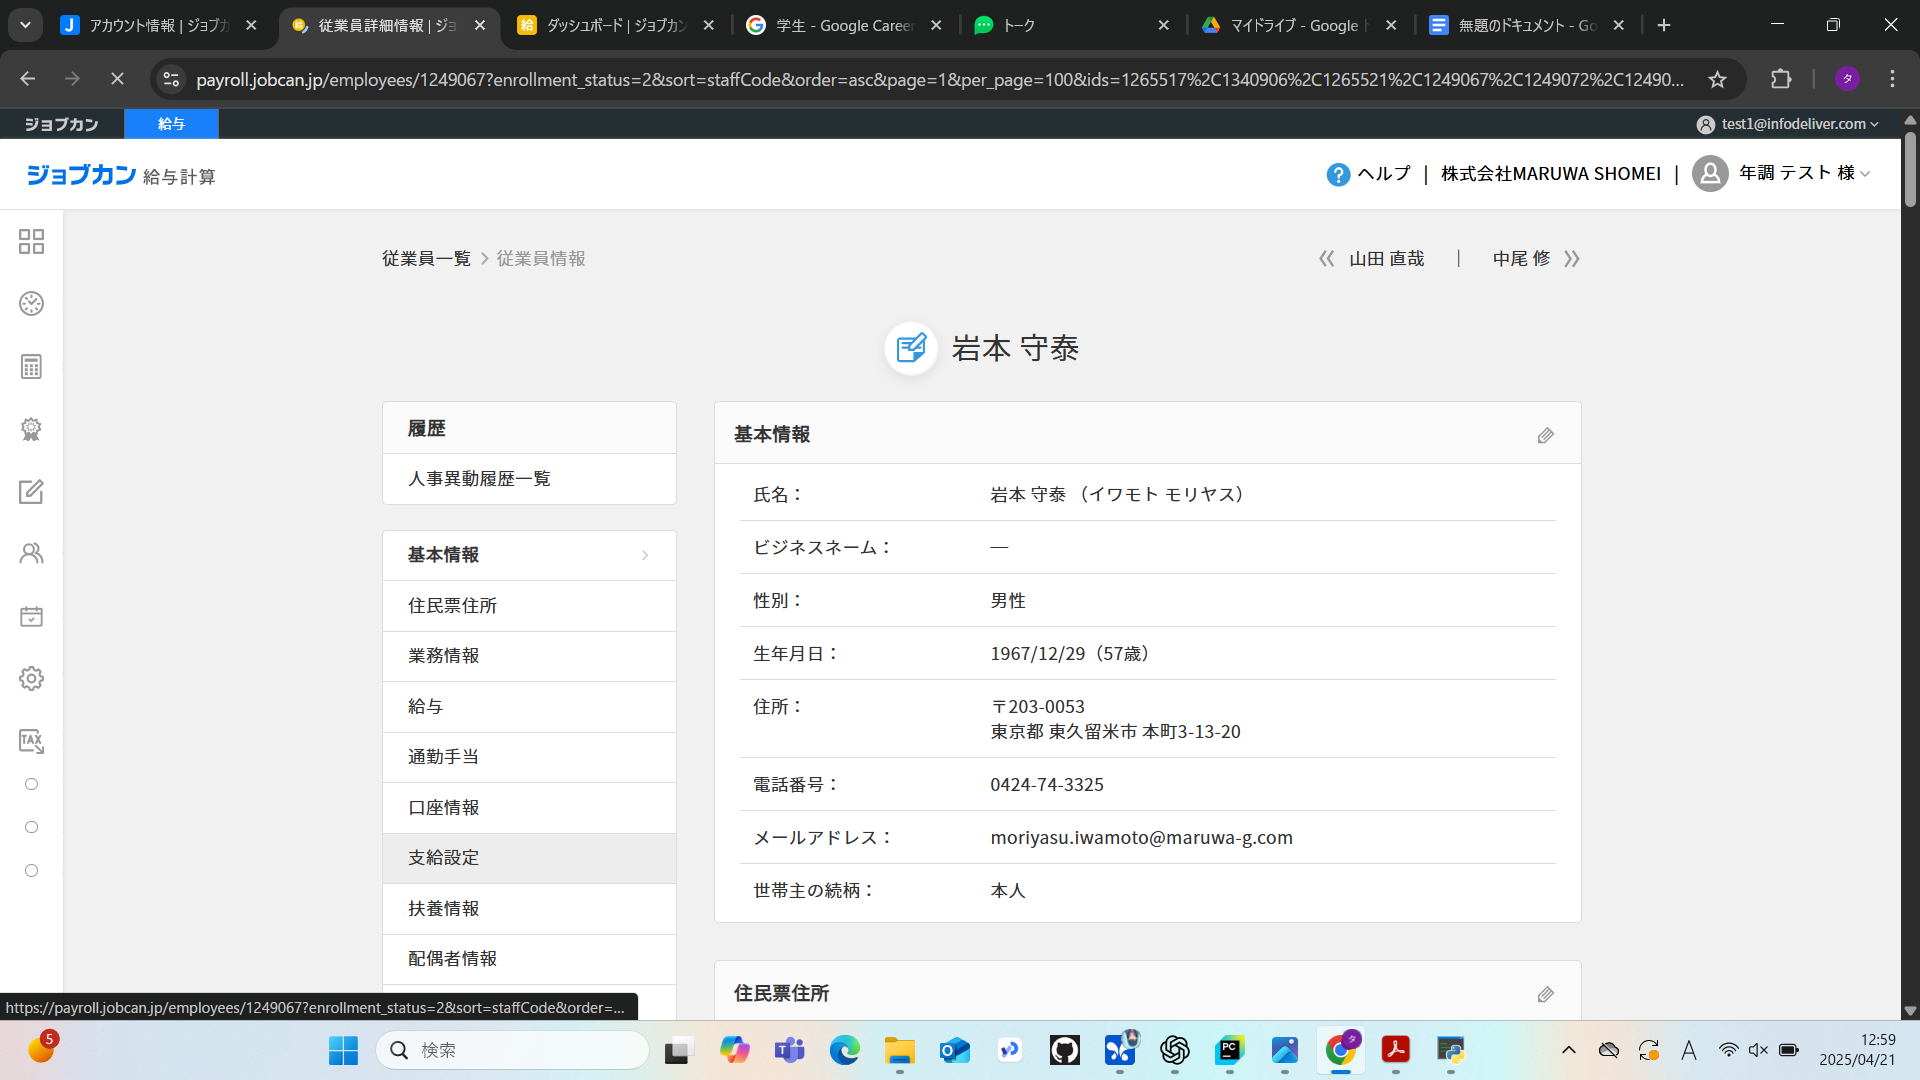 アカウント情報 | ジョブカ
従業員詳細情報 | ジョ
給
ダッシュボード | ジョブカン
学生 - Google Career
トーク
マイドライブ - Google ド
無題のドキュメント - Go
payroll.jobcan.jp/employees/1249067?enrollment_status=2&sort=staffCode&order=asc&page=1&per_page=100&ids=1265517%2C1340906%2C1265521%2C1249067%2C1249072%2C12490...
タ
ジョブカン
給与
test1@infodeliver.com
ジョブカン 給与計算
? ヘルプ | 株式会社MARUWA SHOMEI | 年調 テスト 様
従業員一覧 > 従業員情報
山田 直哉 | 中尾 修
岩本 守泰
履歴
人事異動履歴一覧
基本情報
住民票住所
業務情報
給与
通勤手当
口座情報
支給設定
扶養情報
配偶者情報
基本情報
氏名：
岩本 守泰 （イワモト モリヤス）
ビジネスネーム：
―
性別：
男性
生年月日：
1967/12/29（57歳）
住所：
〒203-0053
東京都 東久留米市 本町3-13-20
電話番号：
0424-74-3325
メールアドレス：
moriyasu.iwamoto@maruwa-g.com
世帯主の続柄：
本人
住民票住所
TAX
https://payroll.jobcan.jp/employees/1249067?enrollment_status=2&sort=staffCode&order=...
5
検索
PC
タ
A
12:59
2025/04/21